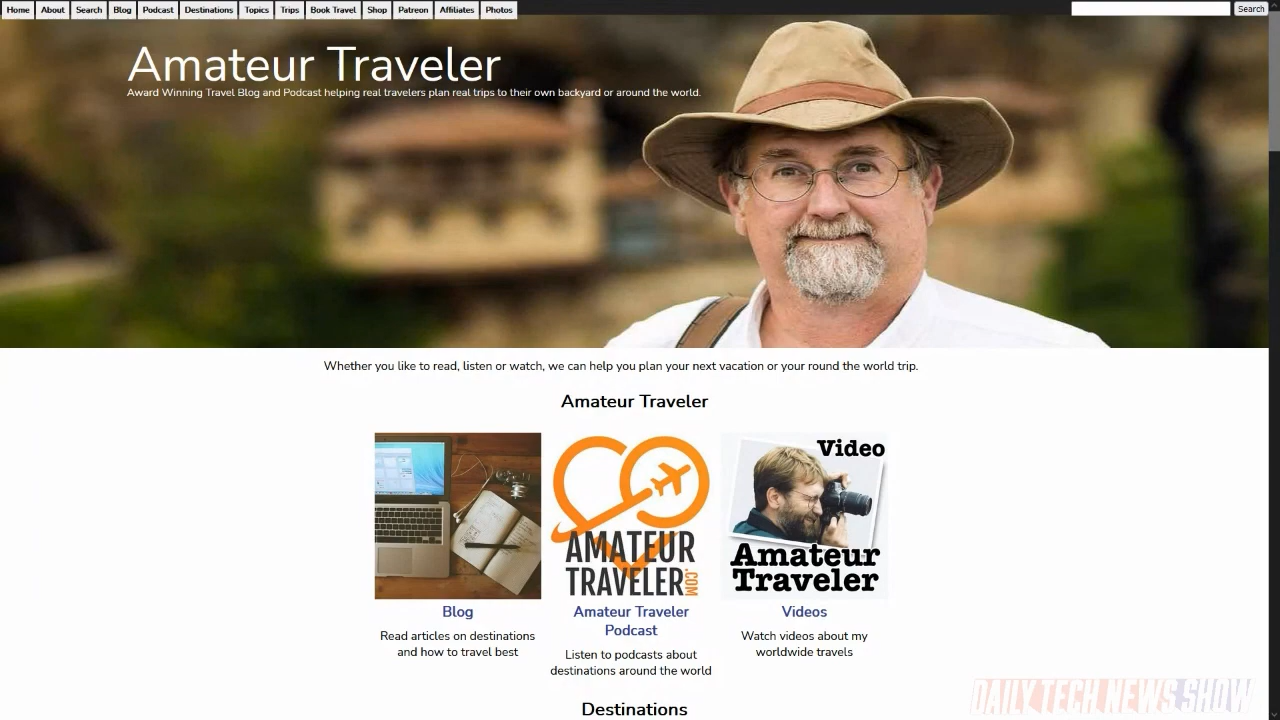 Home About Search Blog Podcast Destinations Topics Trips Book Travel Shop Patreon Affiliates Photos Search
Amateur Traveler
Award Winning Travel Blog and Podcast helping real travelers plan real trips to their own backyard or around the world.
Whether you like to read, listen or watch, we can help you plan your next vacation or your round the world trip.
Amateur Traveler
Video
AMATEUR
TRAVELER
.COM
Amateur
Traveler
Blog
Read articles on destinations
and how to travel best
Amateur Traveler
Podcast
Listen to podcasts about
destinations around the world
Videos
Watch videos about my
worldwide travels
Destinations
DAILY TECH NEWS SHOW